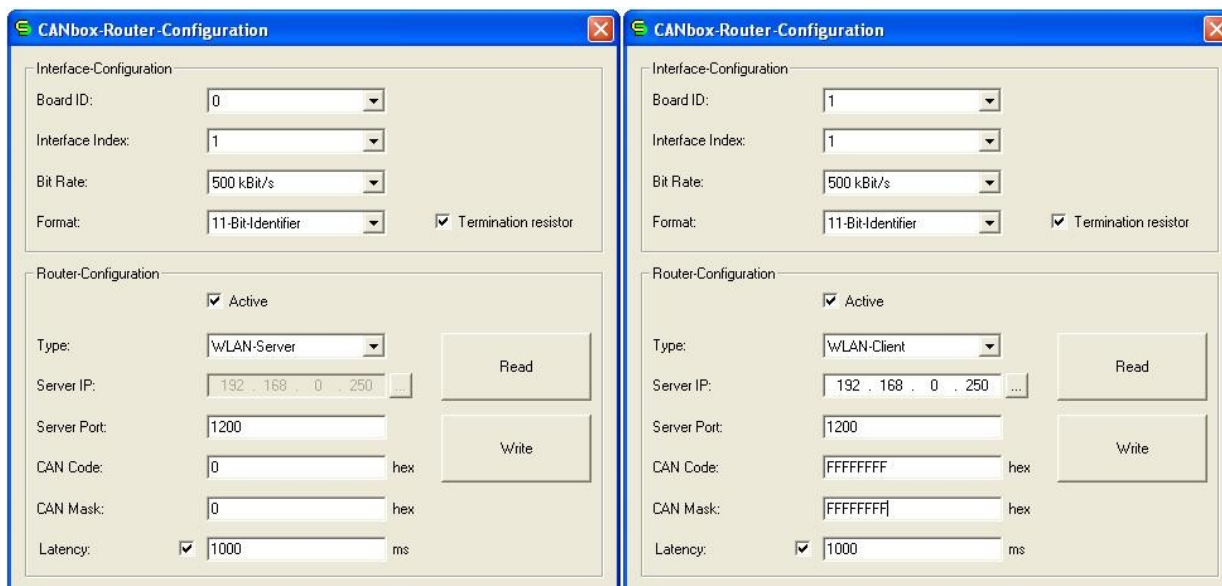 CANbox-Router-Configuration
Interface-Configuration
Board ID: 0
Interface Index: 1
Bit Rate: 500 kBit/s
Format: 11-Bit-Identifier Termination resistor
Router-Configuration
Active
Type: WLAN-Server
Read
Server IP: 192 . 168 . 0 . 250 ...
Server Port: 1200
Write
CAN Code: 0 hex
CAN Mask: 0 hex
Latency: 1000 ms
CANbox-Router-Configuration
Interface-Configuration
Board ID: 1
Interface Index: 1
Bit Rate: 500 kBit/s
Format: 11-Bit-Identifier Termination resistor
Router-Configuration
Active
Type: WLAN-Client
Read
Server IP: 192 . 168 . 0 . 250 ...
Server Port: 1200
Write
CAN Code: FFFFFFFF hex
CAN Mask: FFFFFFFF hex
Latency: 1000 ms